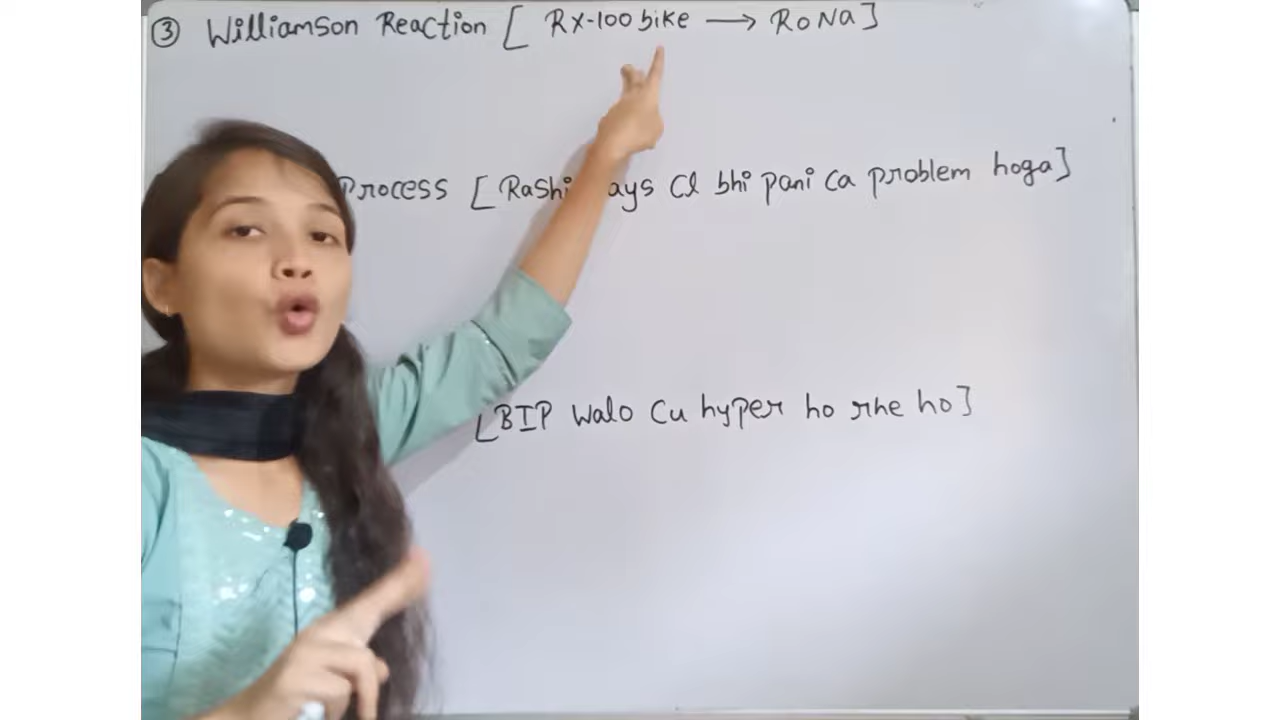 ③ Williamson Reaction [ RX-100 bike → RoNa ]
Process [ Rashi ays Cl bhi pani Ca problem hoga ]
[ BIP walo Cu hyper ho rhe ho ]